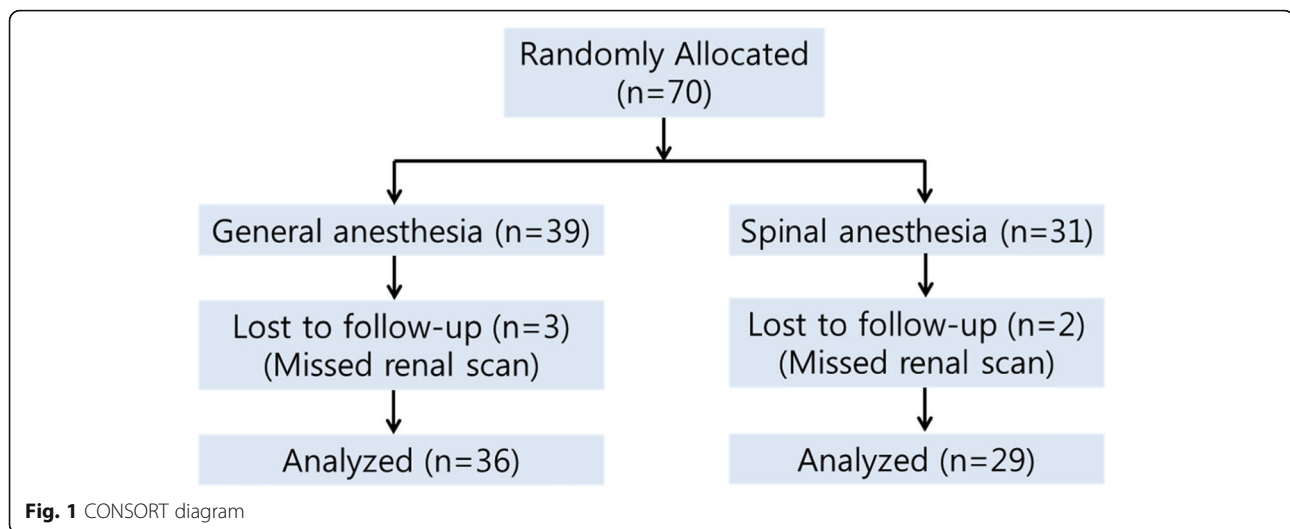 Randomly Allocated
(n=70)
General anesthesia (n=39)
Spinal anesthesia (n=31)
Lost to follow-up (n=3)
(Missed renal scan)
Lost to follow-up (n=2)
(Missed renal scan)
Analyzed (n=36)
Analyzed (n=29)
Fig. 1 CONSORT diagram